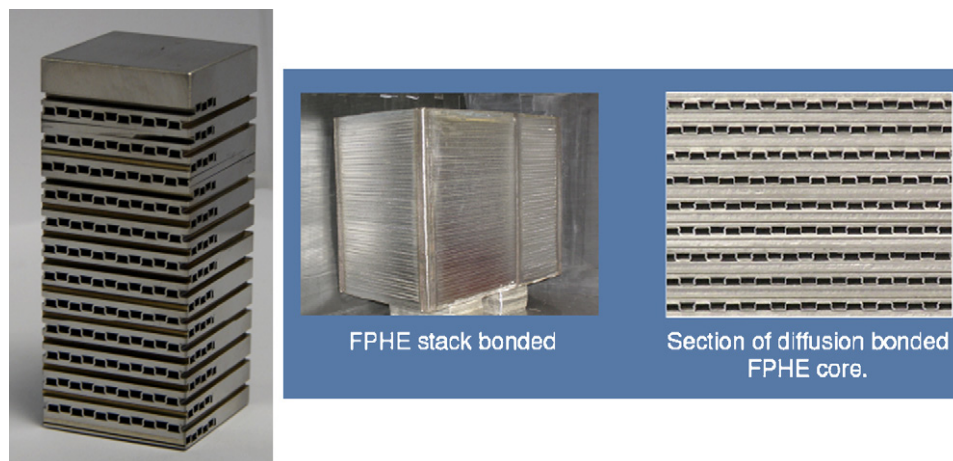 FPHE stack bonded
Section of diffusion bonded
FPHE core.